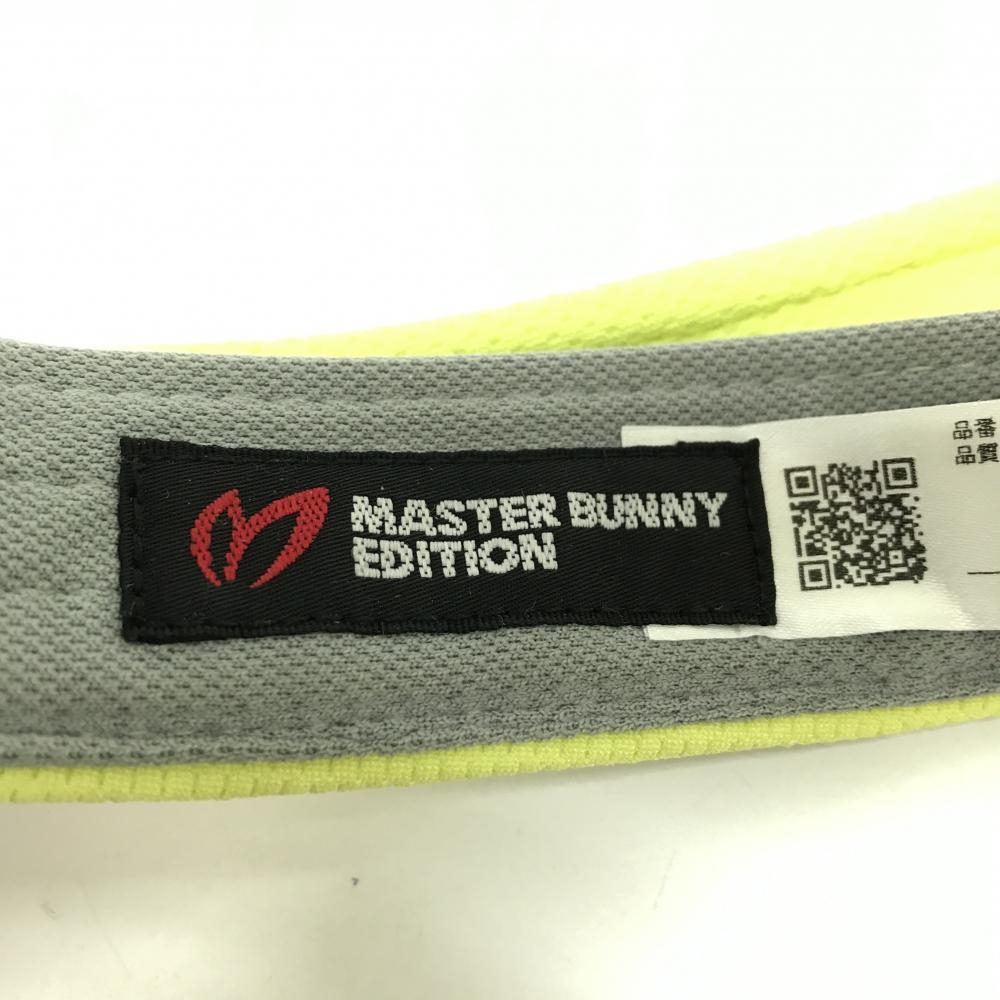 MASTER BUNNY
EDITION
品番
品質